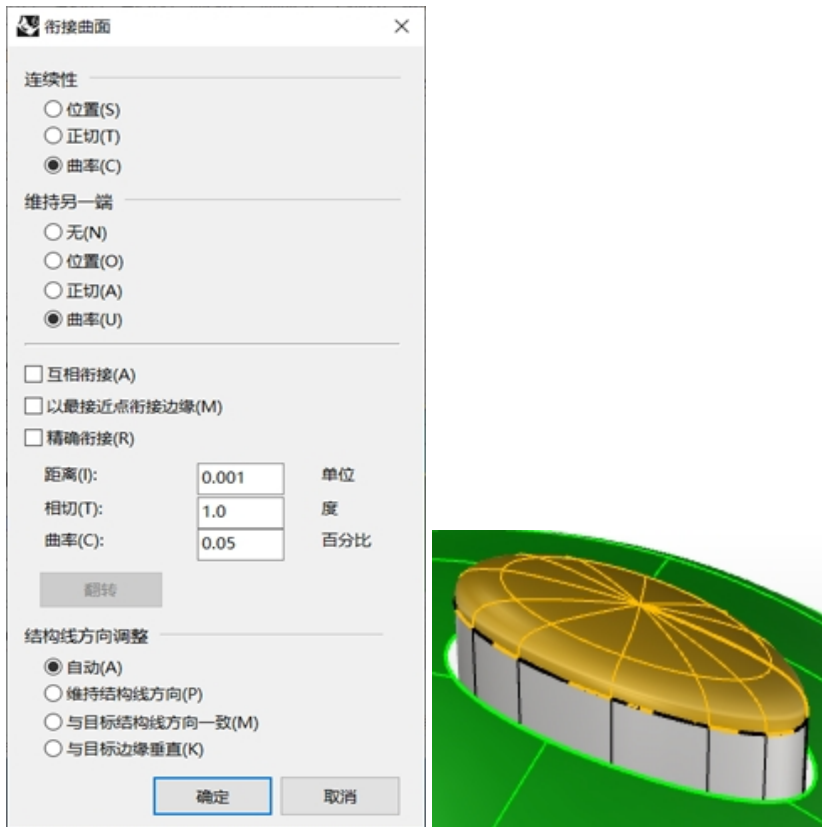 衔接曲面
连续性
位置(S)
正切(T)
曲率(C)
维持另一端
无(N)
位置(O)
正切(A)
曲率(U)
互相衔接(A)
以最接近点衔接边缘(M)
精确衔接(R)
距离(I): 0.001 单位
相切(T): 1.0 度
曲率(C): 0.05 百分比
翻转
结构线方向调整
自动(A)
维持结构线方向(P)
与目标结构线方向一致(M)
与目标边缘垂直(K)
确定 取消